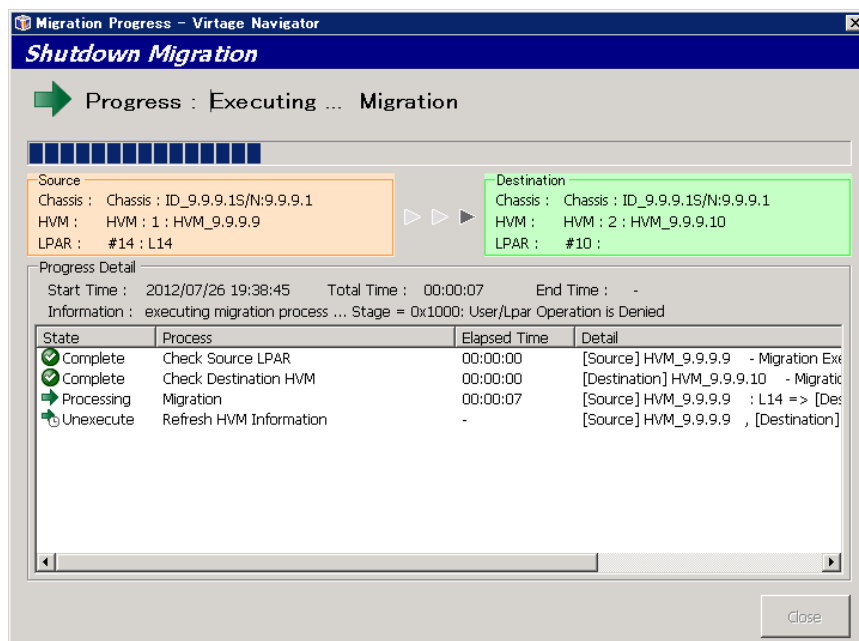 Migration Progress - Virtage Navigator
Shutdown Migration
Progress : Executing ... Migration
Source
Chassis : Chassis : ID_9.9.9.1S/N:9.9.9.1
HVM : HVM : 1 : HVM_9.9.9.9
LPAR : #14 : L14
Destination
Chassis : Chassis : ID_9.9.9.1S/N:9.9.9.1
HVM : HVM : 2 : HVM_9.9.9.10
LPAR : #10 :
Progress Detail
Start Time : 2012/07/26 19:38:45 Total Time : 00:00:07 End Time : -
Information : executing migration process ... Stage = 0x1000: User/Lpar Operation is Denied
State Process Elapsed Time Detail
Complete Check Source LPAR 00:00:00 [Source] HVM_9.9.9.9 - Migration Exe
Complete Check Destination HVM 00:00:00 [Destination] HVM_9.9.9.10 - Migratic
Processing Migration 00:00:07 [Source] HVM_9.9.9.9 : L14 => [Des
Unexecute Refresh HVM Information - [Source] HVM_9.9.9.9 , [Destination]
Close